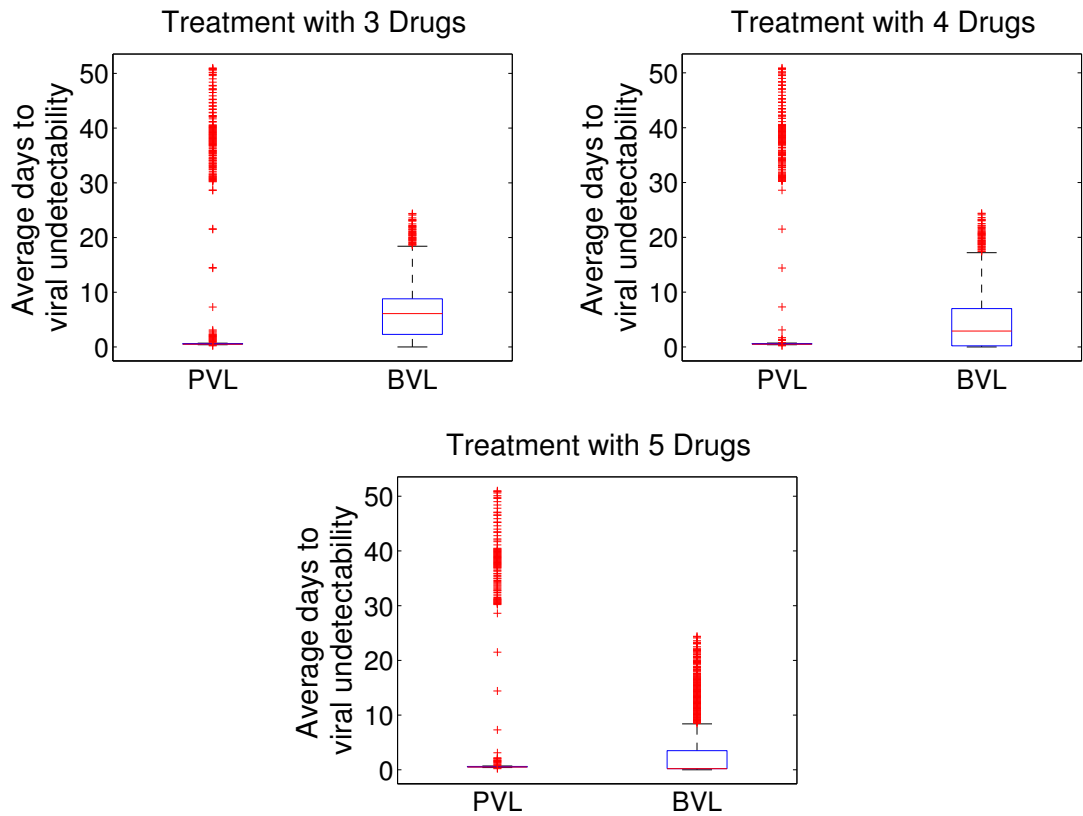 Treatment with 3 Drugs
Average days to
viral undetectability
50
40
30
20
10
0
PVL BVL
Treatment with 4 Drugs
Average days to
viral undetectability
50
40
30
20
10
0
PVL BVL
Treatment with 5 Drugs
Average days to
viral undetectability
50
40
30
20
10
0
PVL BVL